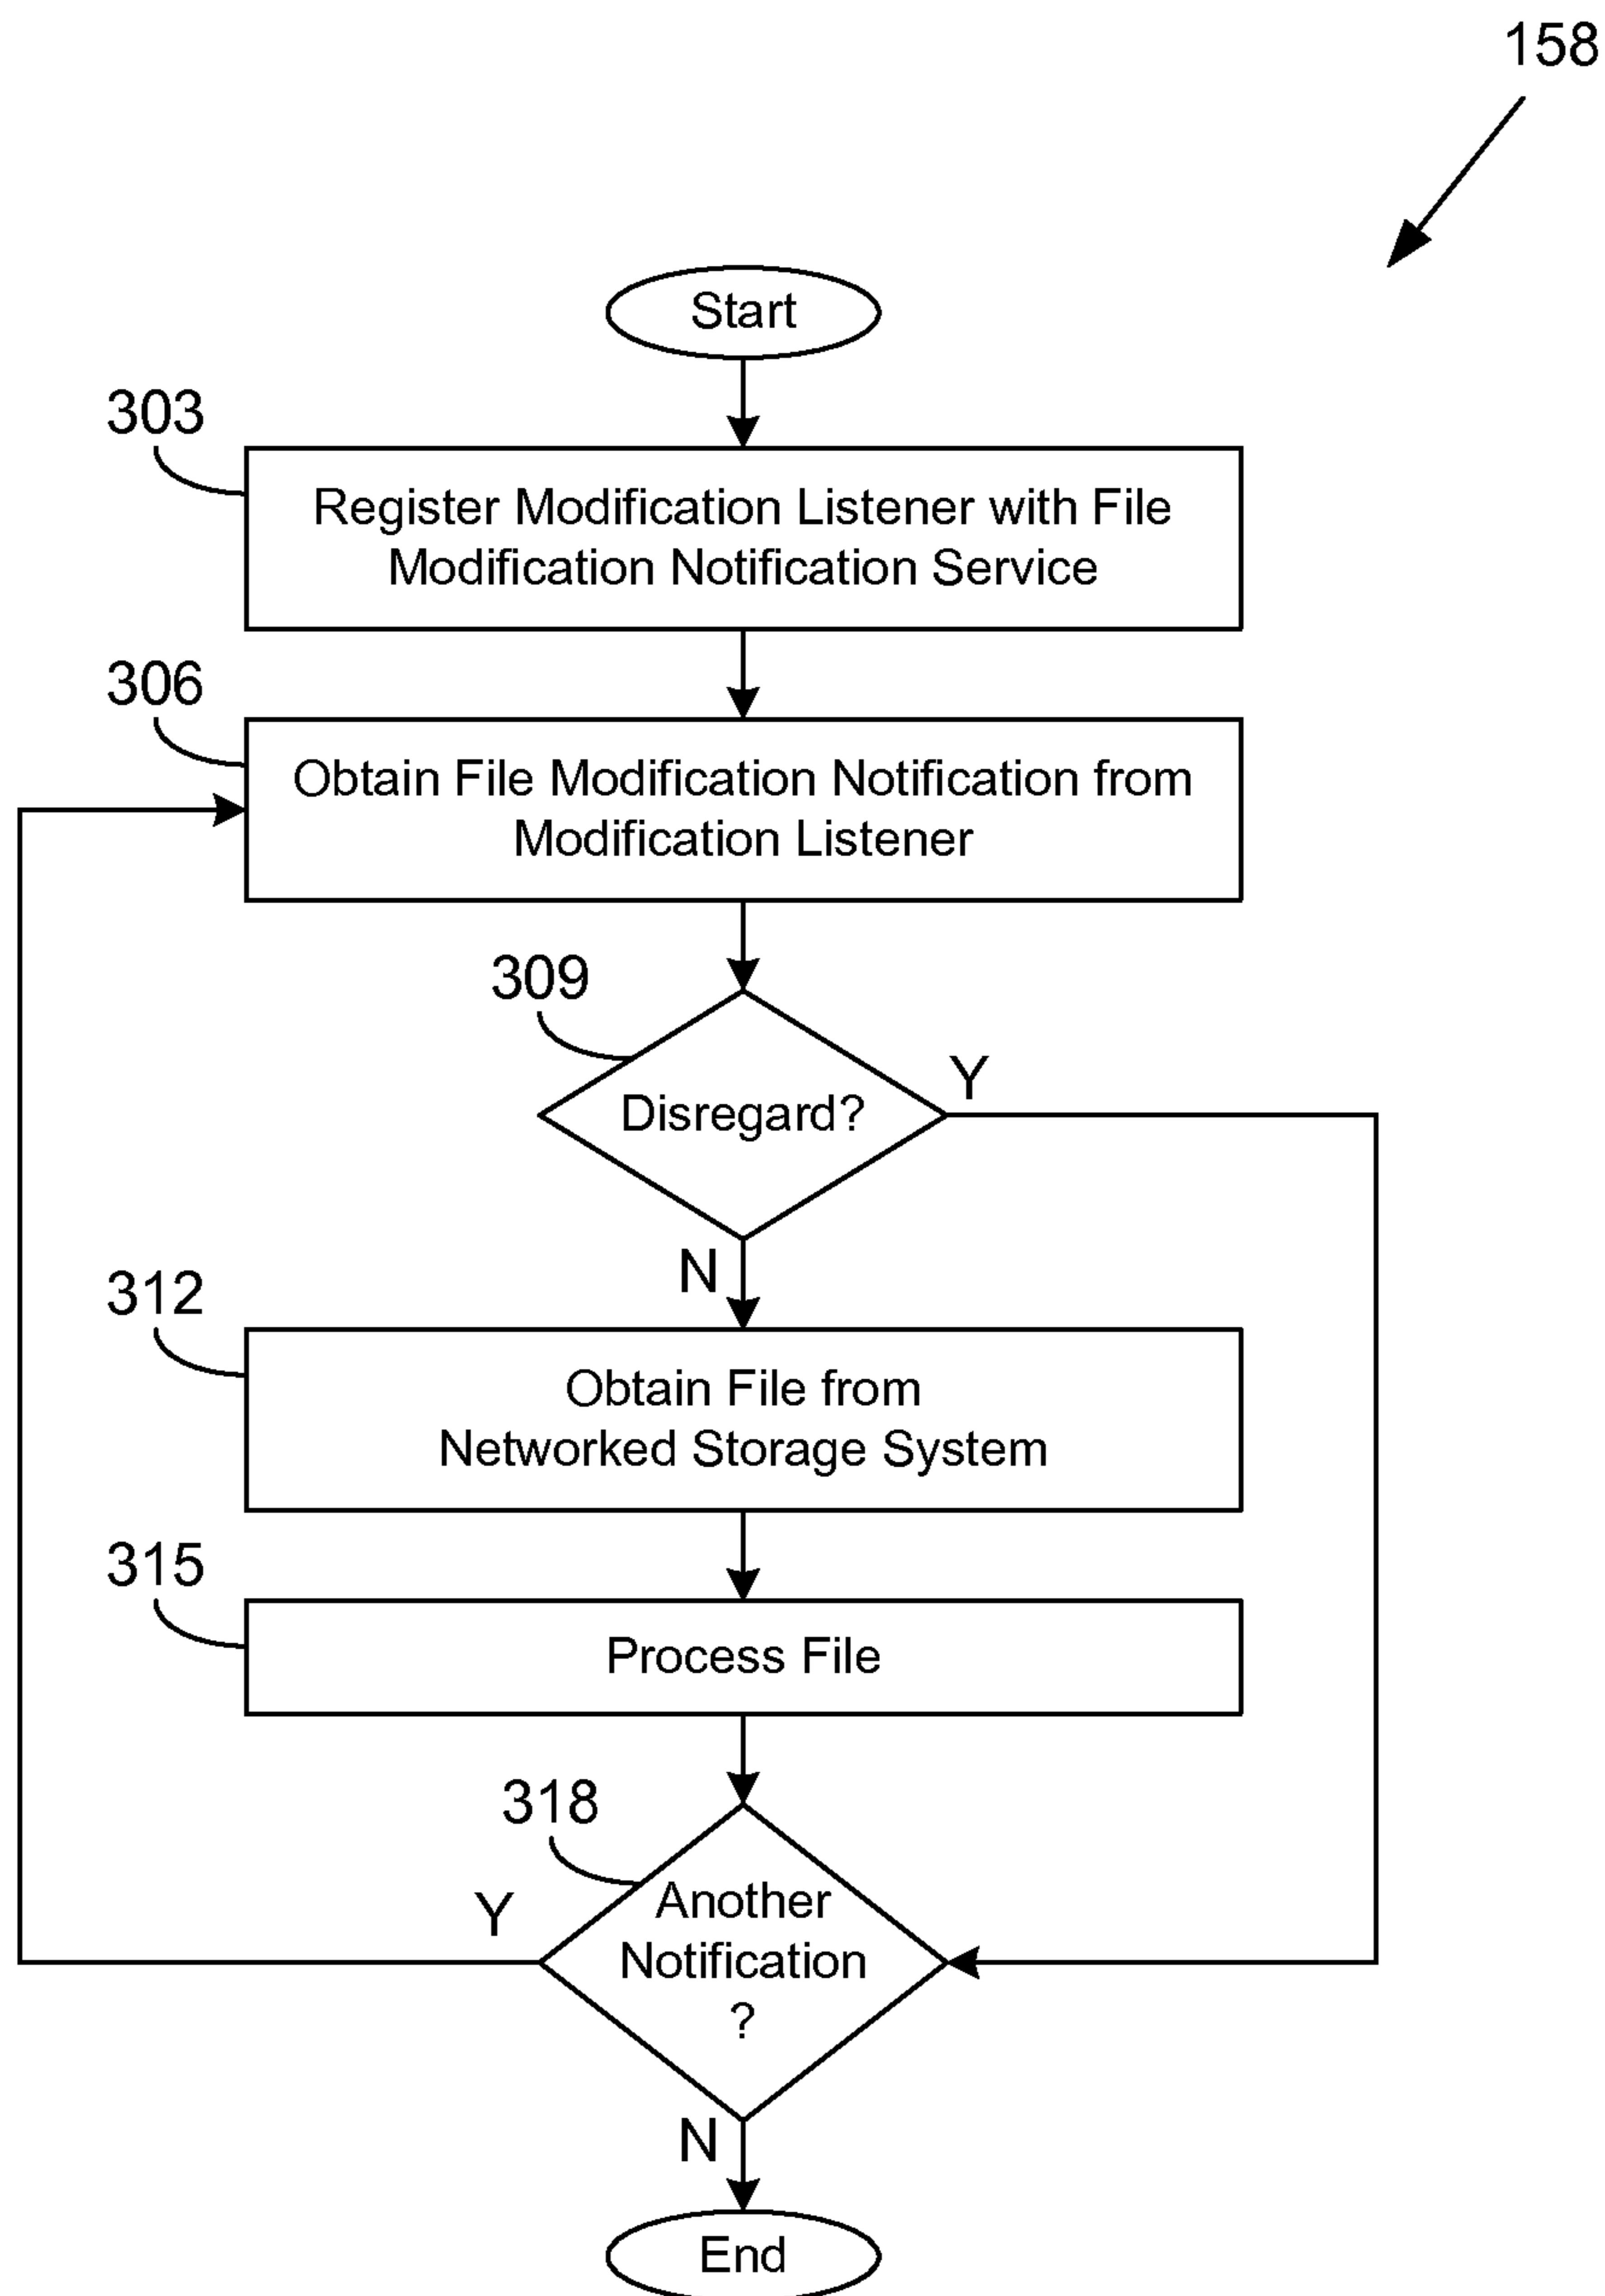 158
Start
303
Register Modification Listener with File
Modification Notification Service
306
Obtain File Modification Notification from
Modification Listener
309
Disregard?
Y
N
312
Obtain File from
Networked Storage System
315
Process File
318
Another
Notification
?
Y
N
End